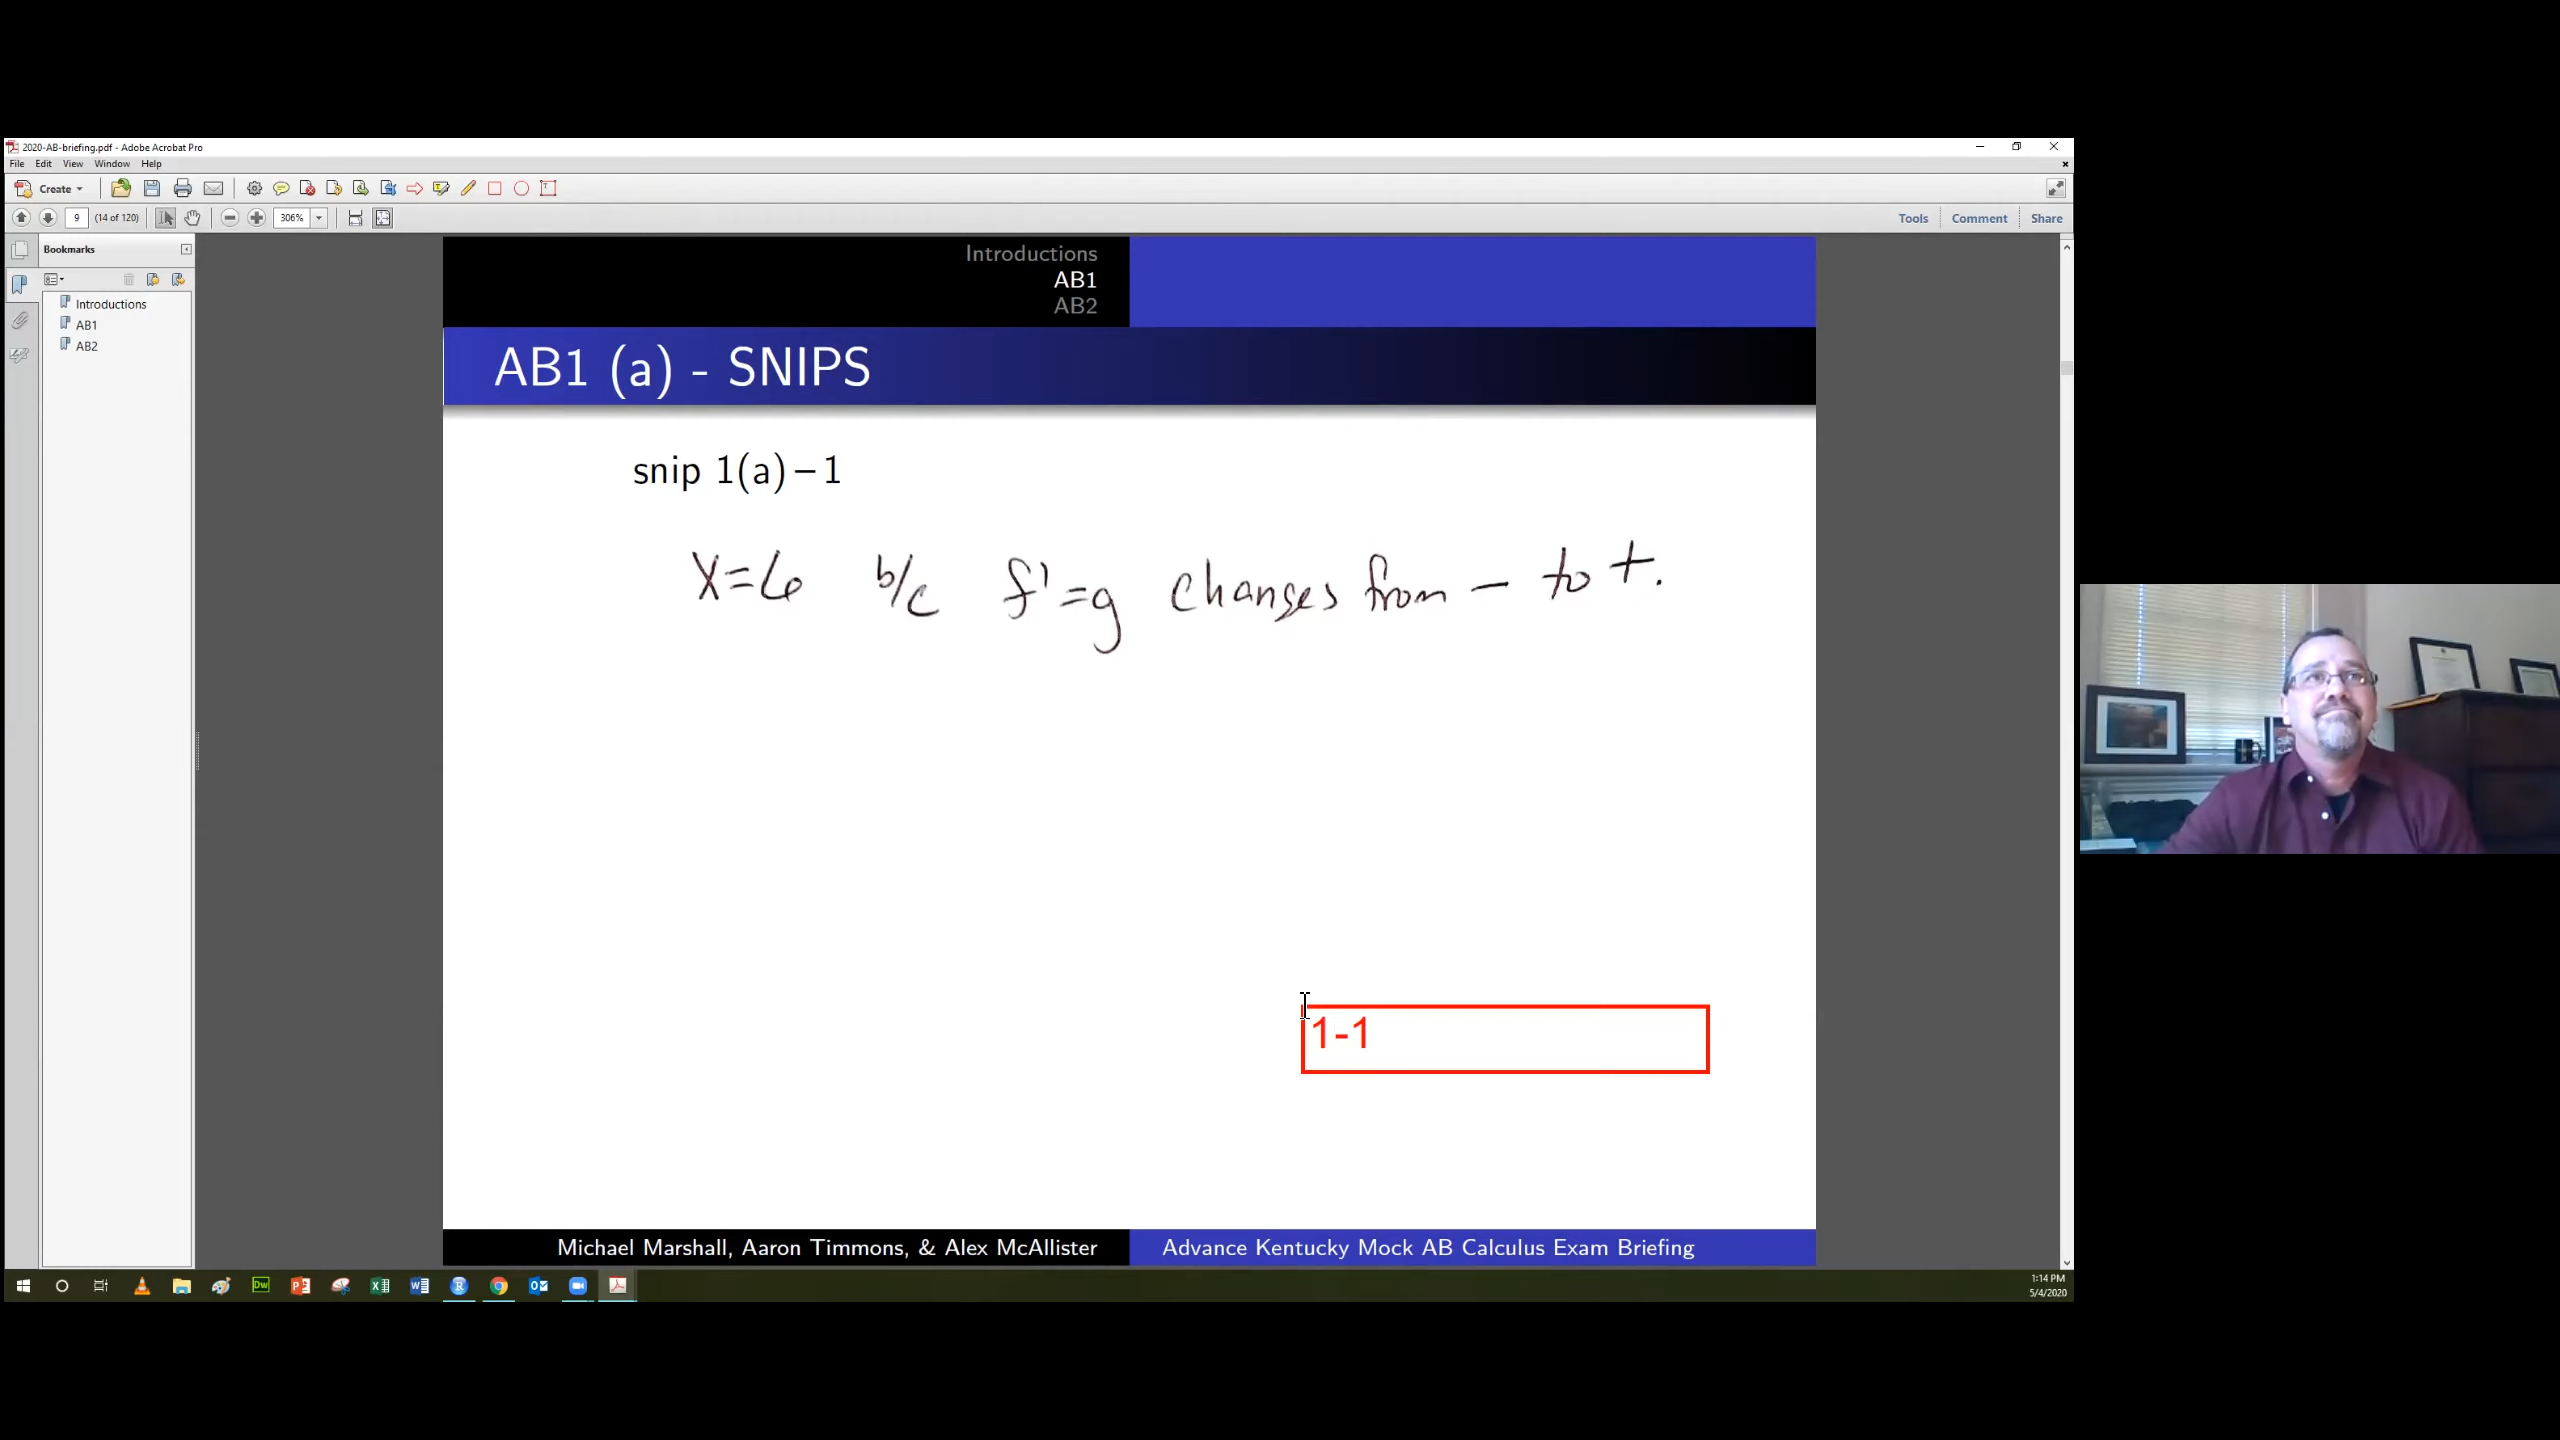 2020-AB-briefing.pdf - Adobe Acrobat Pro
File Edit View Window Help
Create
9 (14 of 120) 306% Tools Comment Share
Bookmarks
Introductions
AB1
AB2
Introductions
AB1
AB2
AB1 (a) - SNIPS
snip 1(a)–1
X=6 b/c f'=g changes from – to +.
1-1
Michael Marshall, Aaron Timmons, & Alex McAllister Advance Kentucky Mock AB Calculus Exam Briefing
1:14 PM
5/4/2020